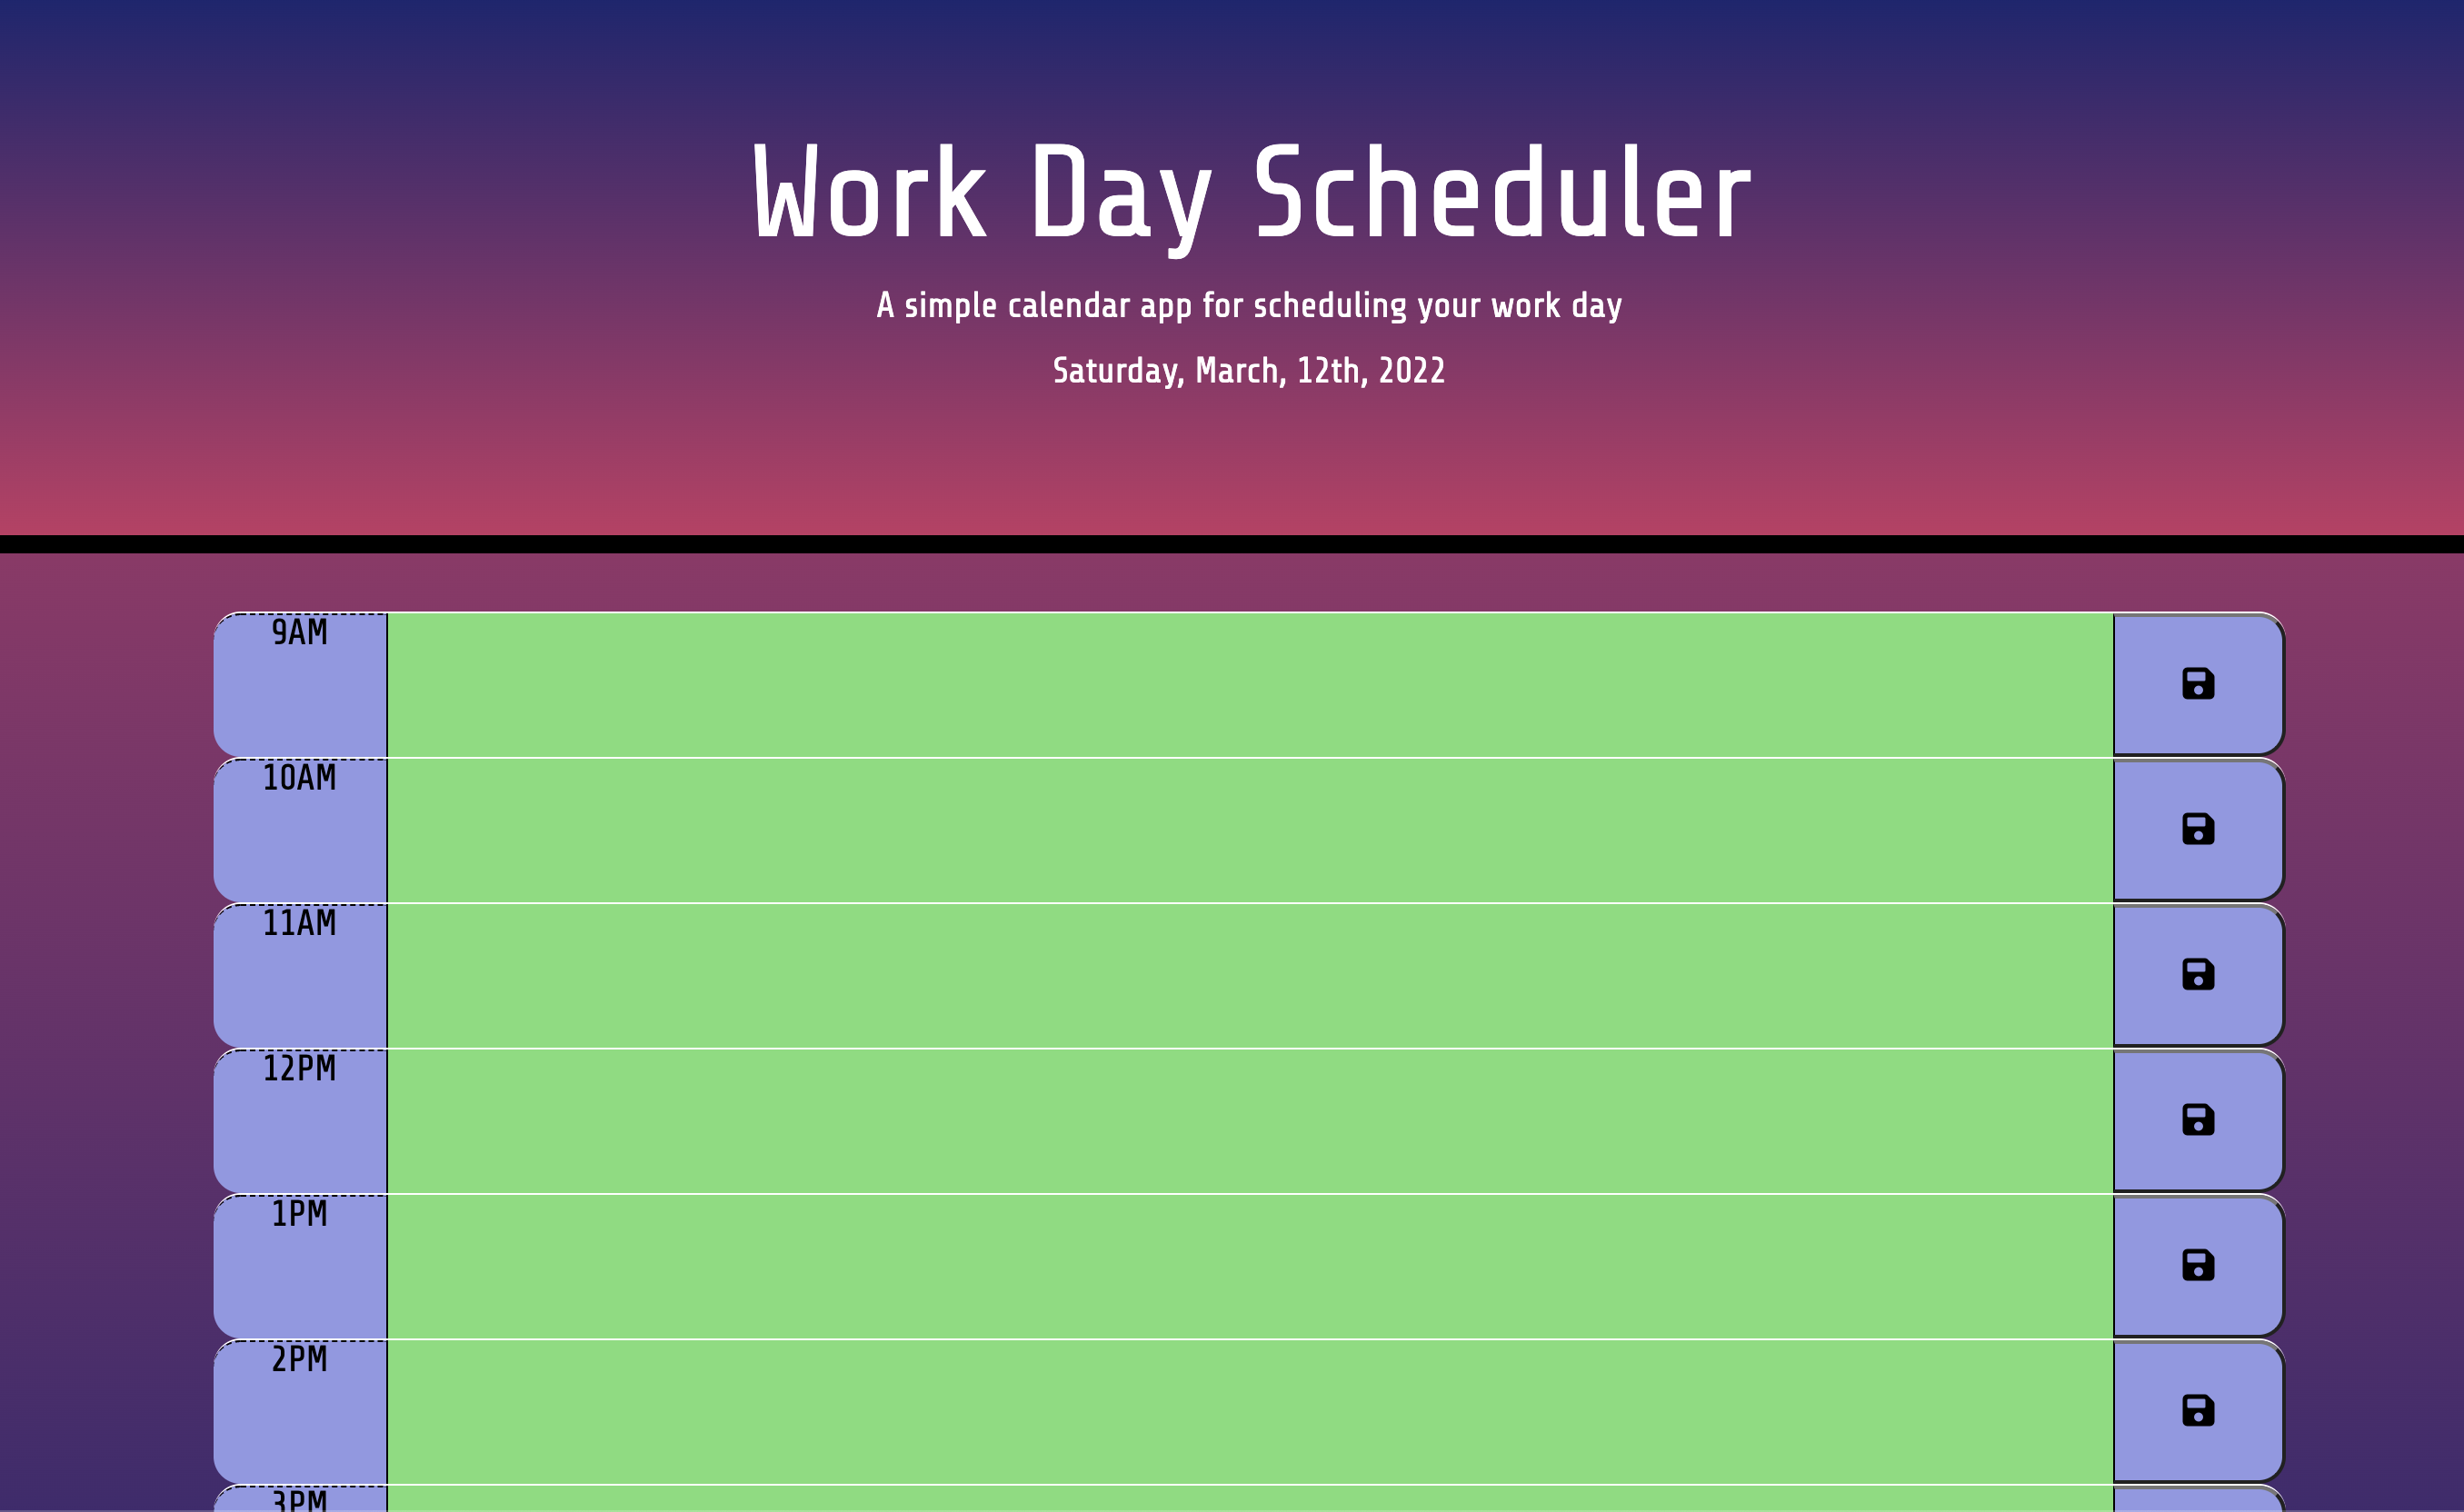 Work Day Scheduler
A simple calendar app for scheduling your work day
Saturday, March, 12th, 2022
9AM
10AM
11AM
12PM
1PM
2PM
3PM